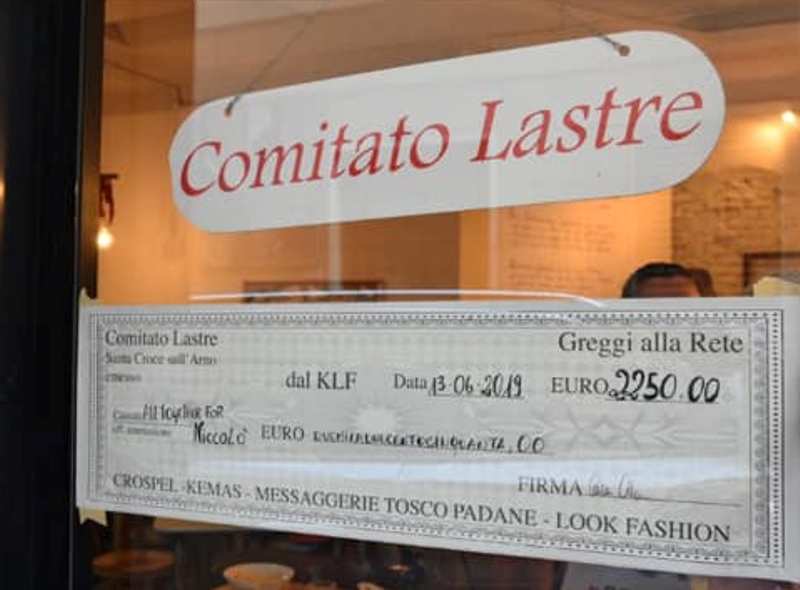 Comitato Lastre
Comitato Lastre
Greggi alla Rete
Santa Croce sull'Arno
dal KLF Data 13-06-2019 EURO 2250.00
All together FOR
Niccolò EURO DUEMILADUECENTOCINQUANTA,00
FIRMA
CROSPEL - KEMAS - MESSAGGERIE TOSCO PADANE - LOOK FASHION